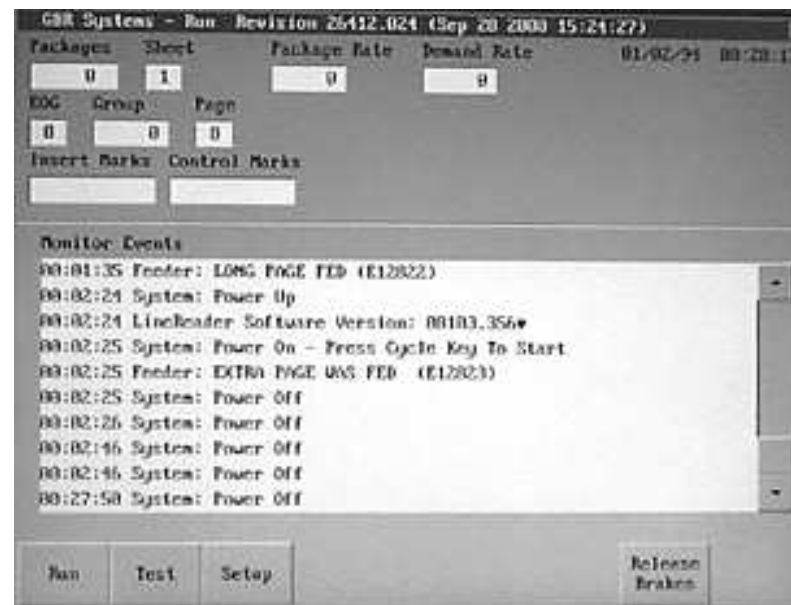 GBR Systems - Run Revision 26412.024 (Sep 20 2000 15:24:27)
Packages Sheet Package Rate Demand Rate 01/02/94 00:28:1
0 1 0 0
EOG Group Page
0 0 0
Insert Marks Control Marks
Monitor Events
00:01:35 Feeder: LONG PAGE FED (E12822)
00:02:24 System: Power Up
00:02:24 LineReader Software Version: 00103.356♥
00:02:25 System: Power On - Press Cycle Key To Start
00:02:25 Feeder: EXTRA PAGE WAS FED (E12823)
00:02:25 System: Power Off
00:02:26 System: Power Off
00:02:46 System: Power Off
00:02:46 System: Power Off
00:27:50 System: Power Off
Run Test Setup Release
Brakes